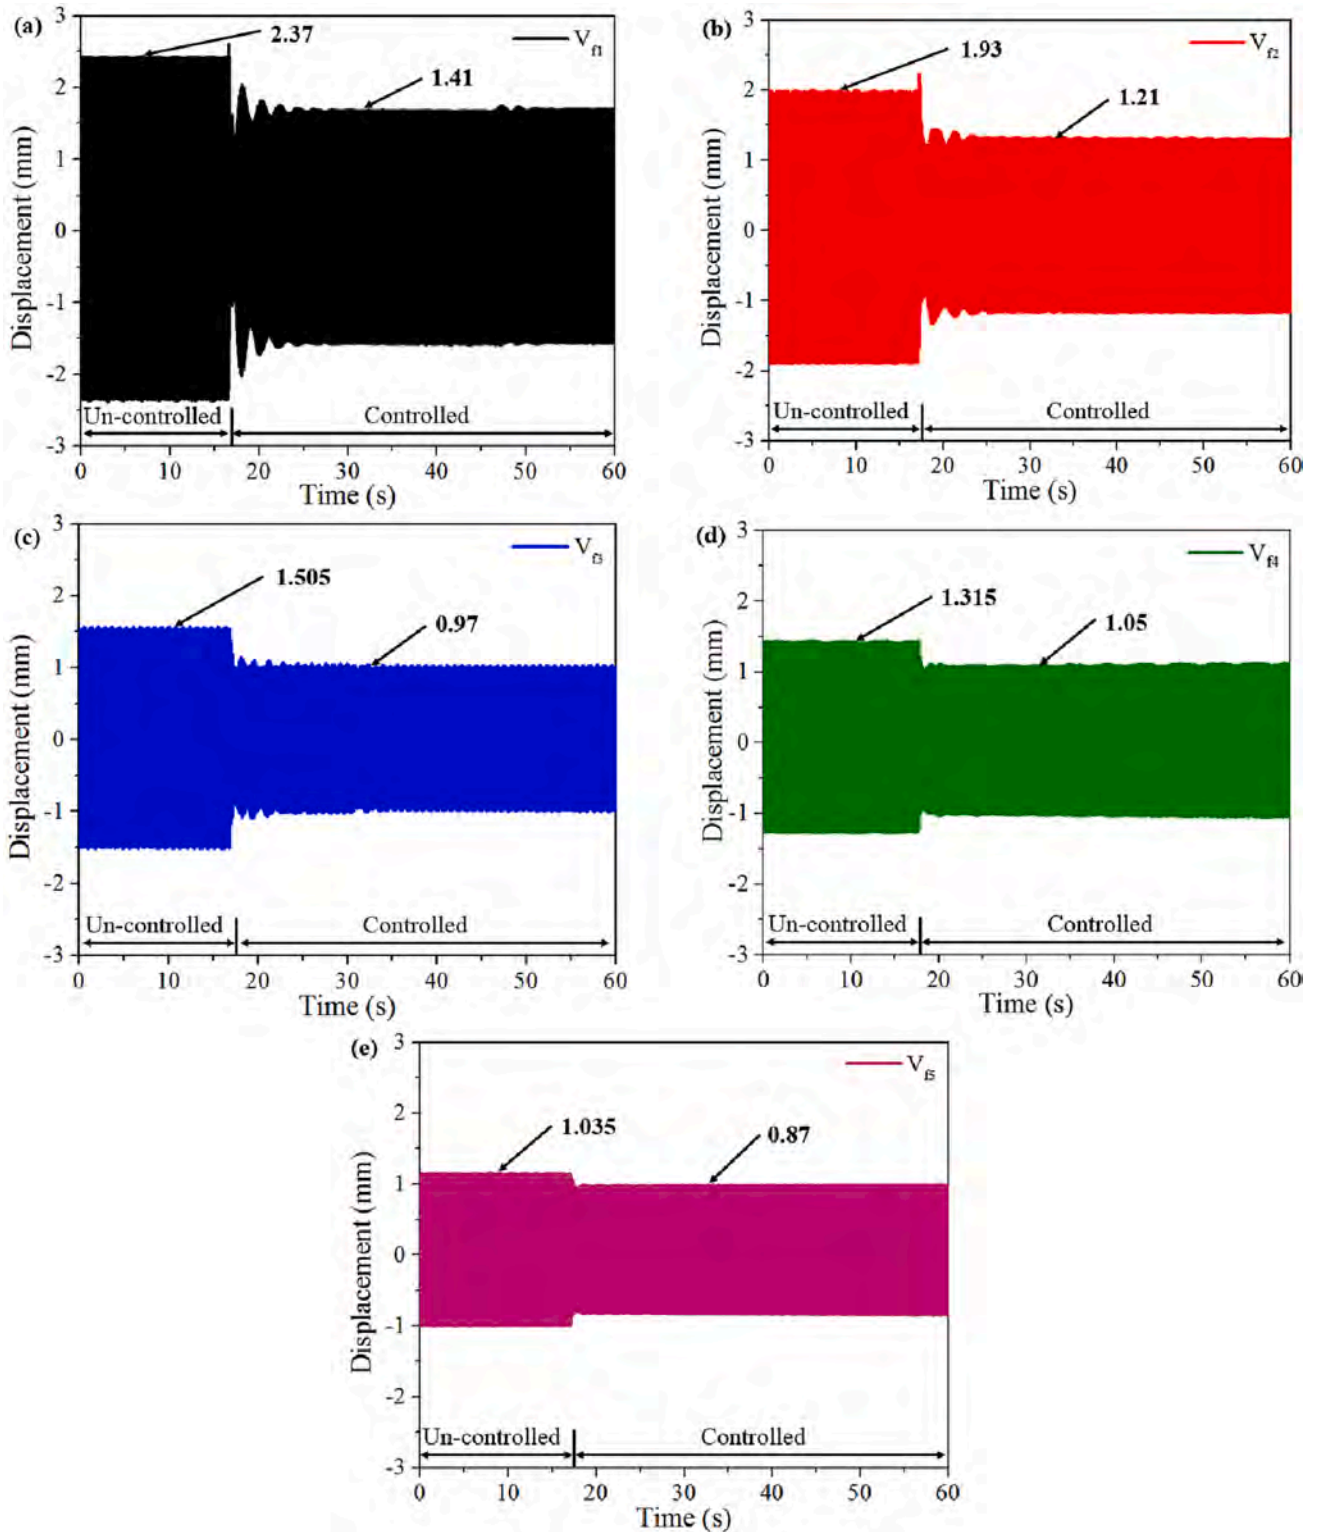 (a)
3
2
1
0
-1
-2
-3
Displacement (mm)
2.37
1.41
V_f1
Un-controlled
Controlled
0 10 20 30 40 50 60
Time (s)
(b)
3
2
1
0
-1
-2
-3
Displacement (mm)
1.93
1.21
V_f2
Un-controlled
Controlled
0 10 20 30 40 50 60
Time (s)
(c)
3
2
1
0
-1
-2
-3
Displacement (mm)
1.505
0.97
V_f3
Un-controlled
Controlled
0 10 20 30 40 50 60
Time (s)
(d)
3
2
1
0
-1
-2
-3
Displacement (mm)
1.315
1.05
V_f4
Un-controlled
Controlled
0 10 20 30 40 50 60
Time (s)
(e)
3
2
1
0
-1
-2
-3
Displacement (mm)
1.035
0.87
V_f5
Un-controlled
Controlled
0 10 20 30 40 50 60
Time (s)